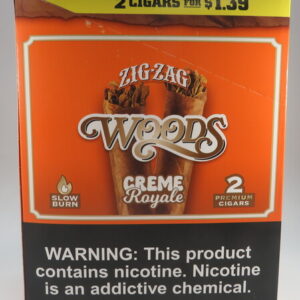 2 CIGARS FOR $1.39
ZIG-ZAG
WOODS
CREME
Royale
SLOW
BURN
2
PREMIUM
CIGARS
WARNING: This product
contains nicotine. Nicotine
is an addictive chemical.